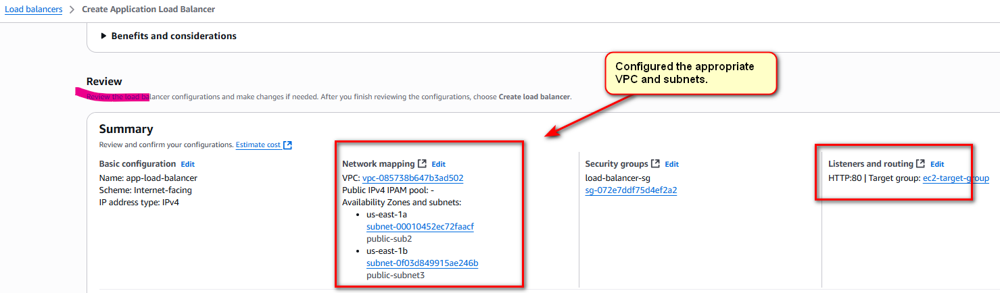 Load balancers > Create Application Load Balancer
Benefits and considerations
Configured the appropriate
VPC and subnets.
Review
Review the load balancer configurations and make changes if needed. After you finish reviewing the configurations, choose Create load balancer.
Summary
Review and confirm your configurations. Estimate cost
Basic configuration Edit
Name: app-load-balancer
Scheme: Internet-facing
IP address type: IPv4
Network mapping Edit
VPC: vpc-085738b647b3ad502
Public IPv4 IPAM pool: -
Availability Zones and subnets:
• us-east-1a
subnet-00010452ec72faacf
public-sub2
• us-east-1b
subnet-0f03d849915ae246b
public-subnet3
Security groups Edit
load-balancer-sg
sg-072e7ddf75d4ef2a2
Listeners and routing Edit
HTTP:80 | Target group: ec2-target-group